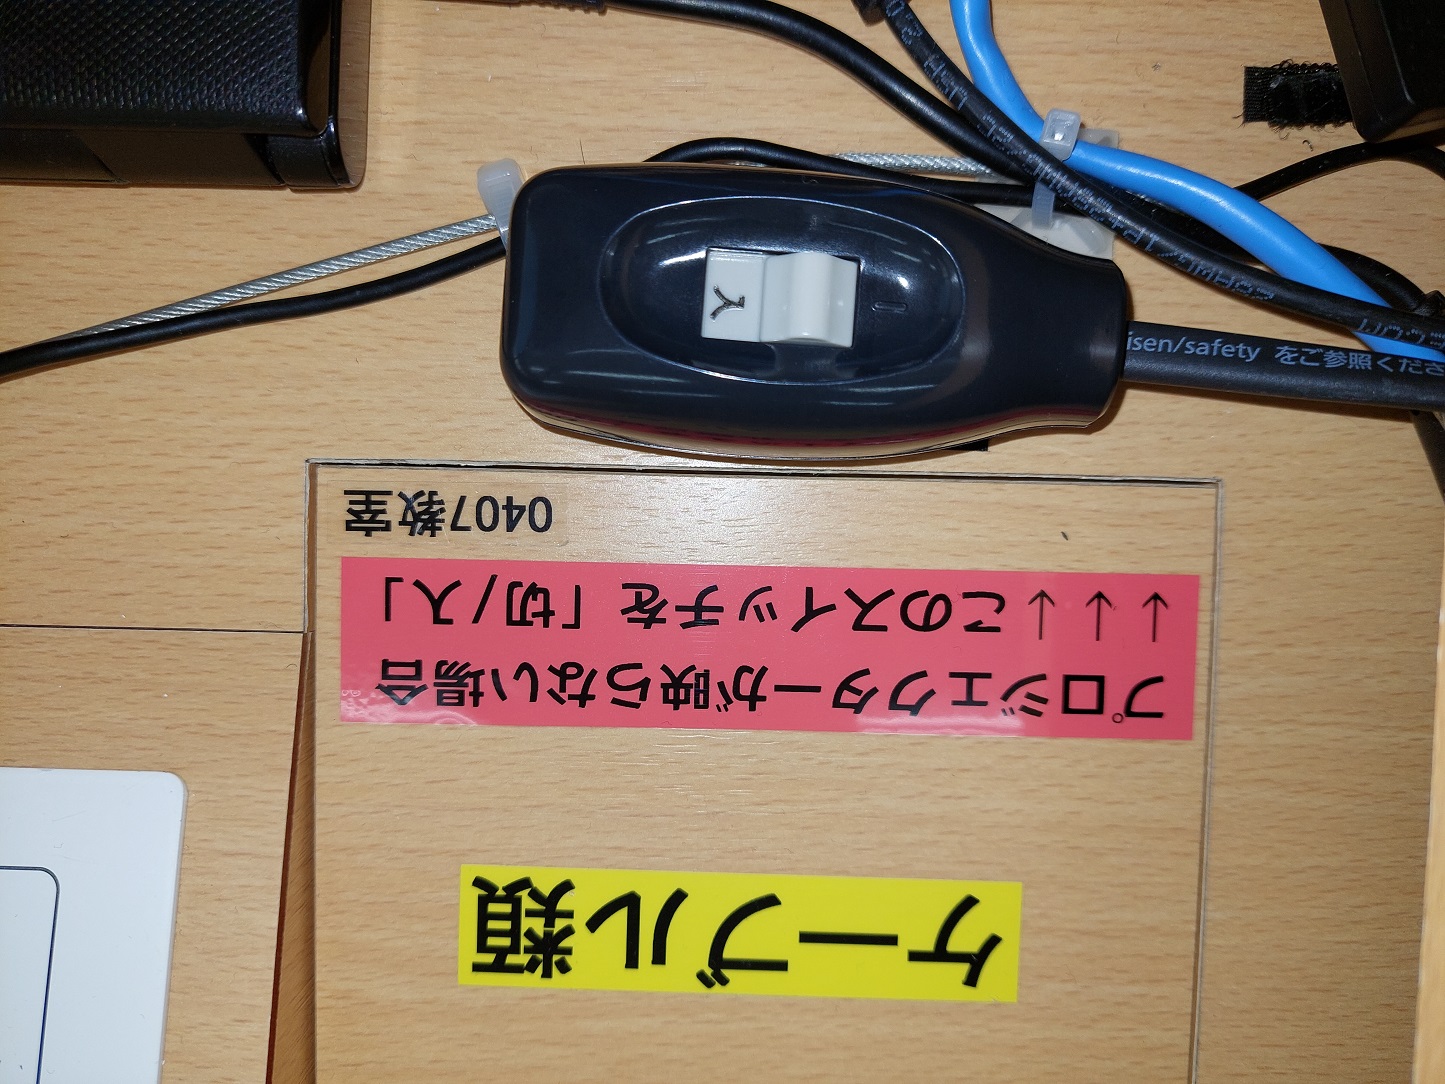 ケーブル類
プロジェクターが映らない場合
↓↓↓このスイッチを「切/入」
0407教室
入
isen/safety をご参照くださ